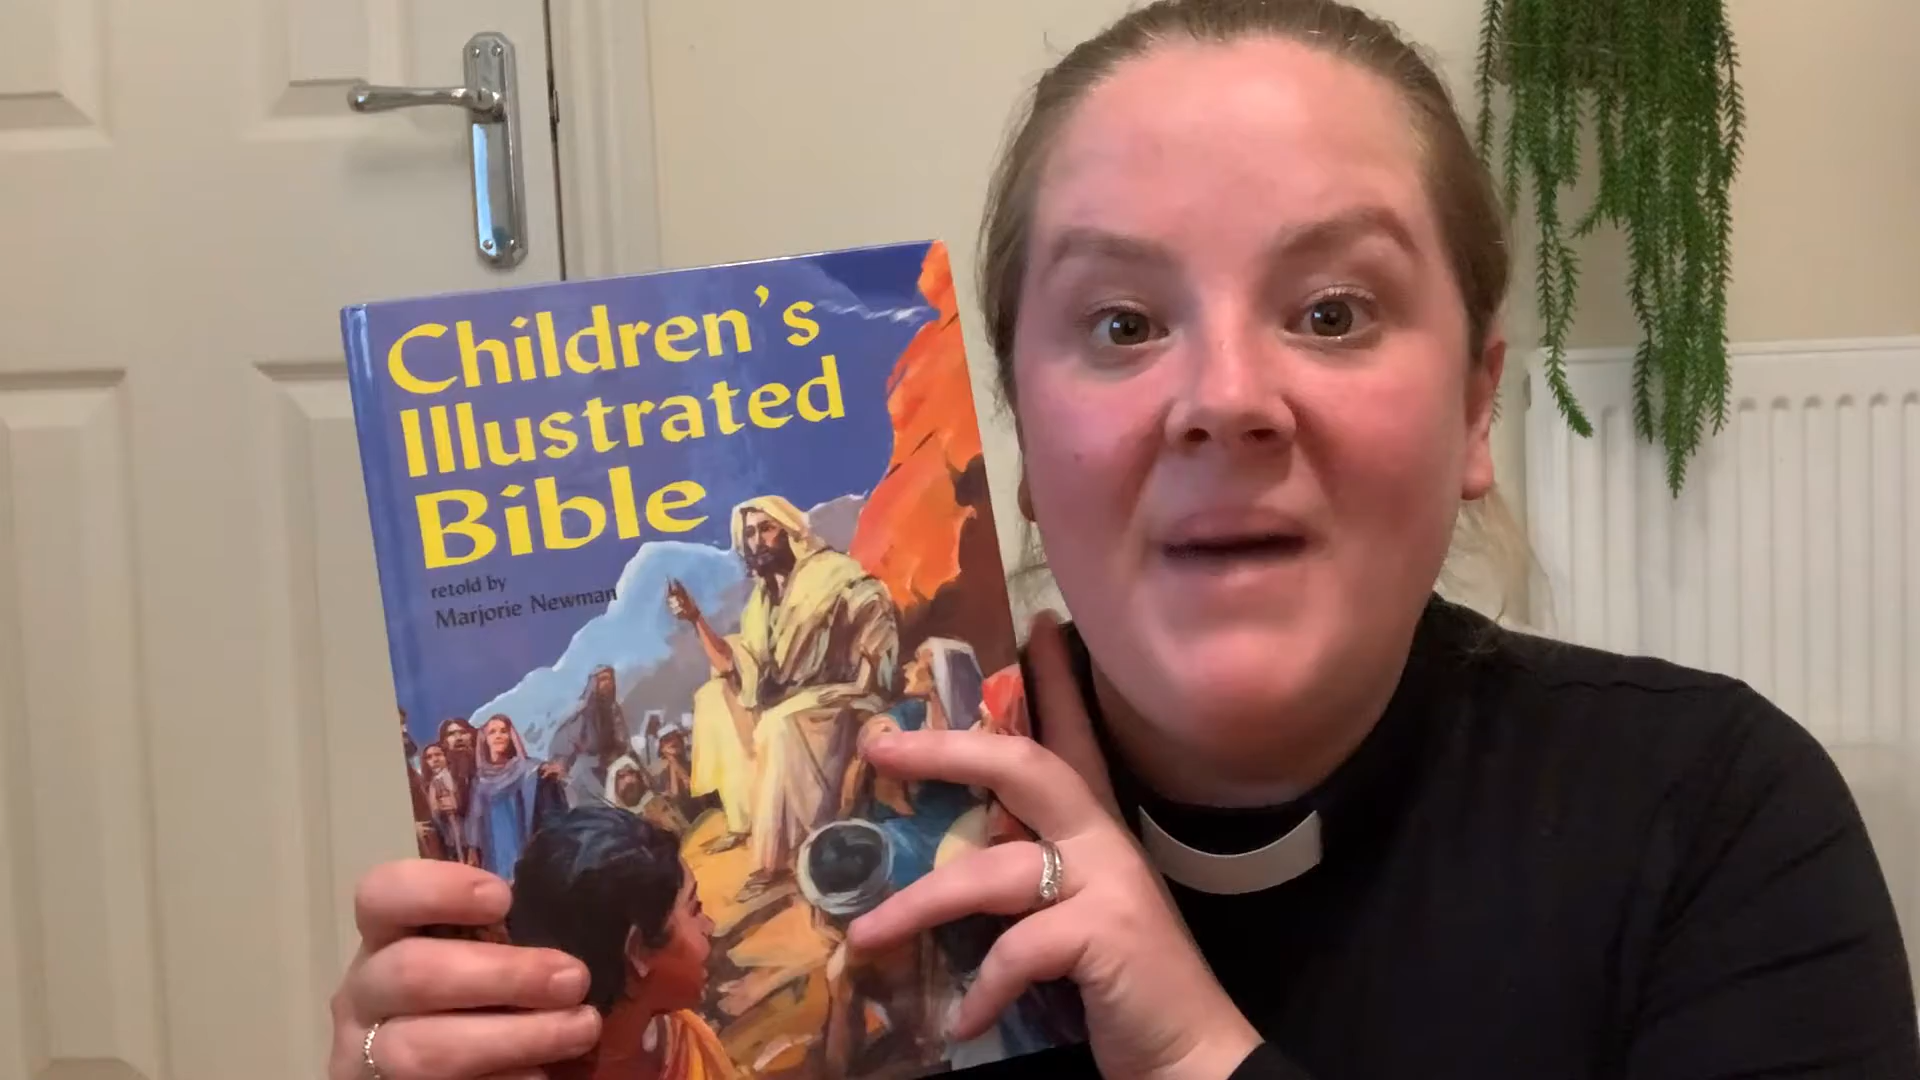 Children's
Illustrated
Bible
retold by
Marjorie Newman